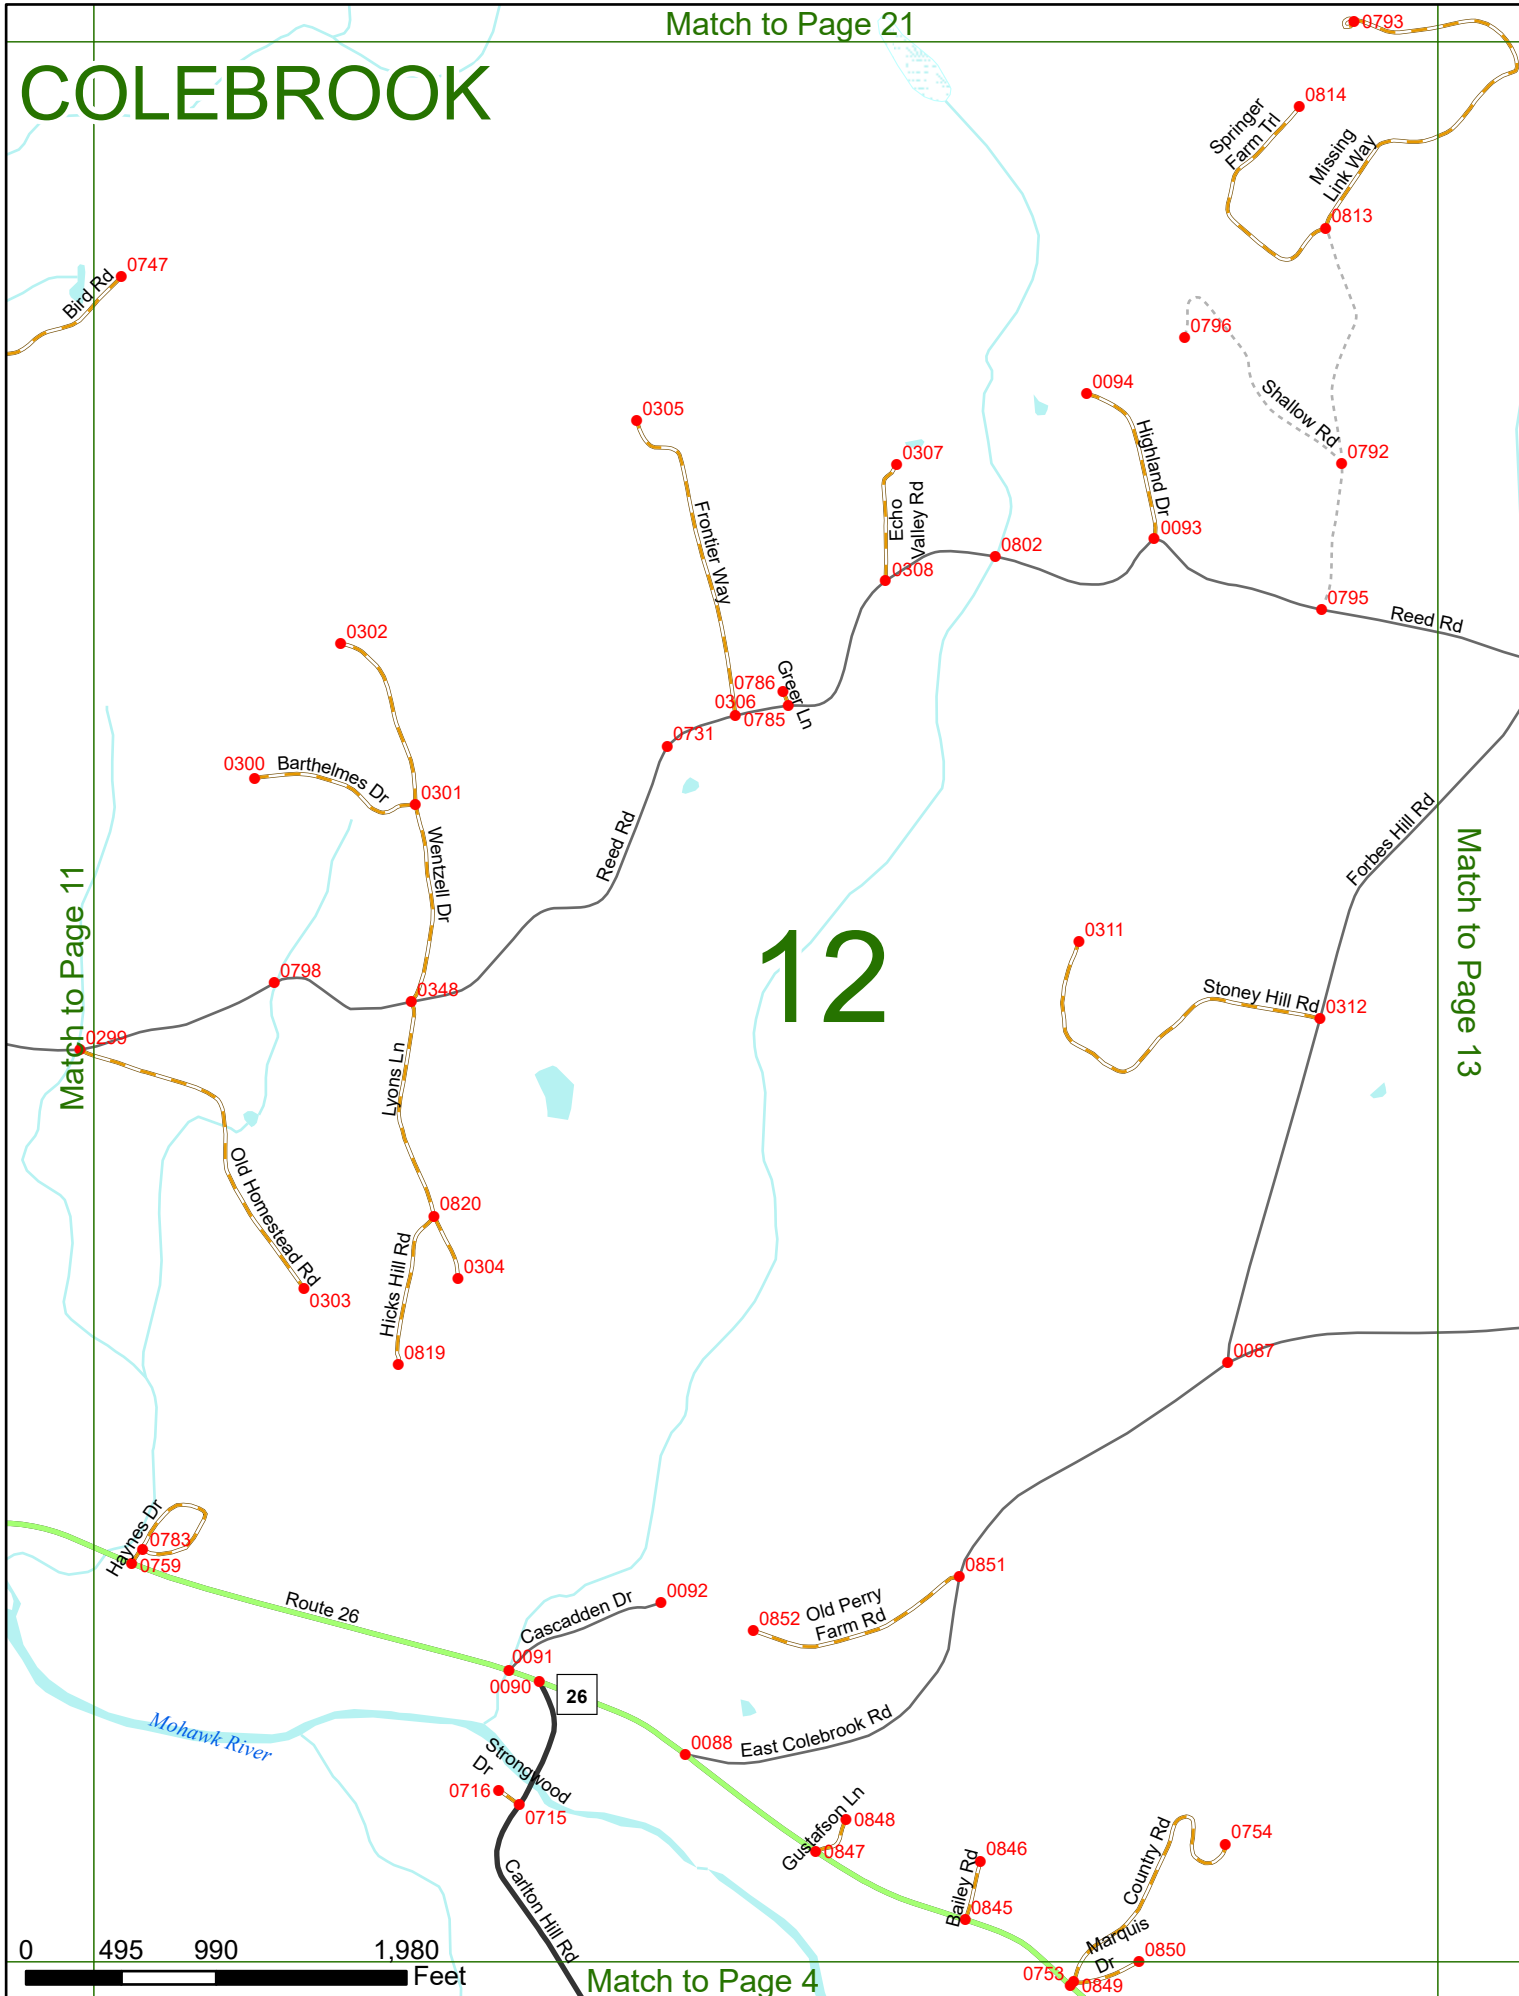 Match to Page 21
COLEBROOK
0793
0814
Springer
Farm Trl
Missing
Link Way
0813
0747
Bird Rd
0796
0094
Shallow Rd
0305
Highland Dr
0307
0792
Echo
Valley Rd
Frontier Way
0093
0802
0308
0795
Reed Rd
0302
Greer Ln
0786
0306
0785
0731
0300
Barthelmes Dr
0301
Wentzell Dr
Reed Rd
Forbes Hill Rd
Match to Page 11
Match to Page 13
12
0311
0798
0348
Stoney Hill Rd
0312
0299
Lyons Ln
Old Homestead Rd
0820
Hicks Hill Rd
0304
0303
0819
0087
Haynes Dr
0783
0759
0851
Route 26
Cascadden Dr
0092
0852
Old Perry
Farm Rd
0091
0090
26
Mohawk River
0088
East Colebrook Rd
Strongwood
Dr
0716
0715
Gustafson Ln
0848
0847
Country Rd
0754
Bailey Rd
0846
0845
Carlton Hill Rd
Marquis
Dr
0850
0753
0849
0 495 990 1,980
Feet
Match to Page 4